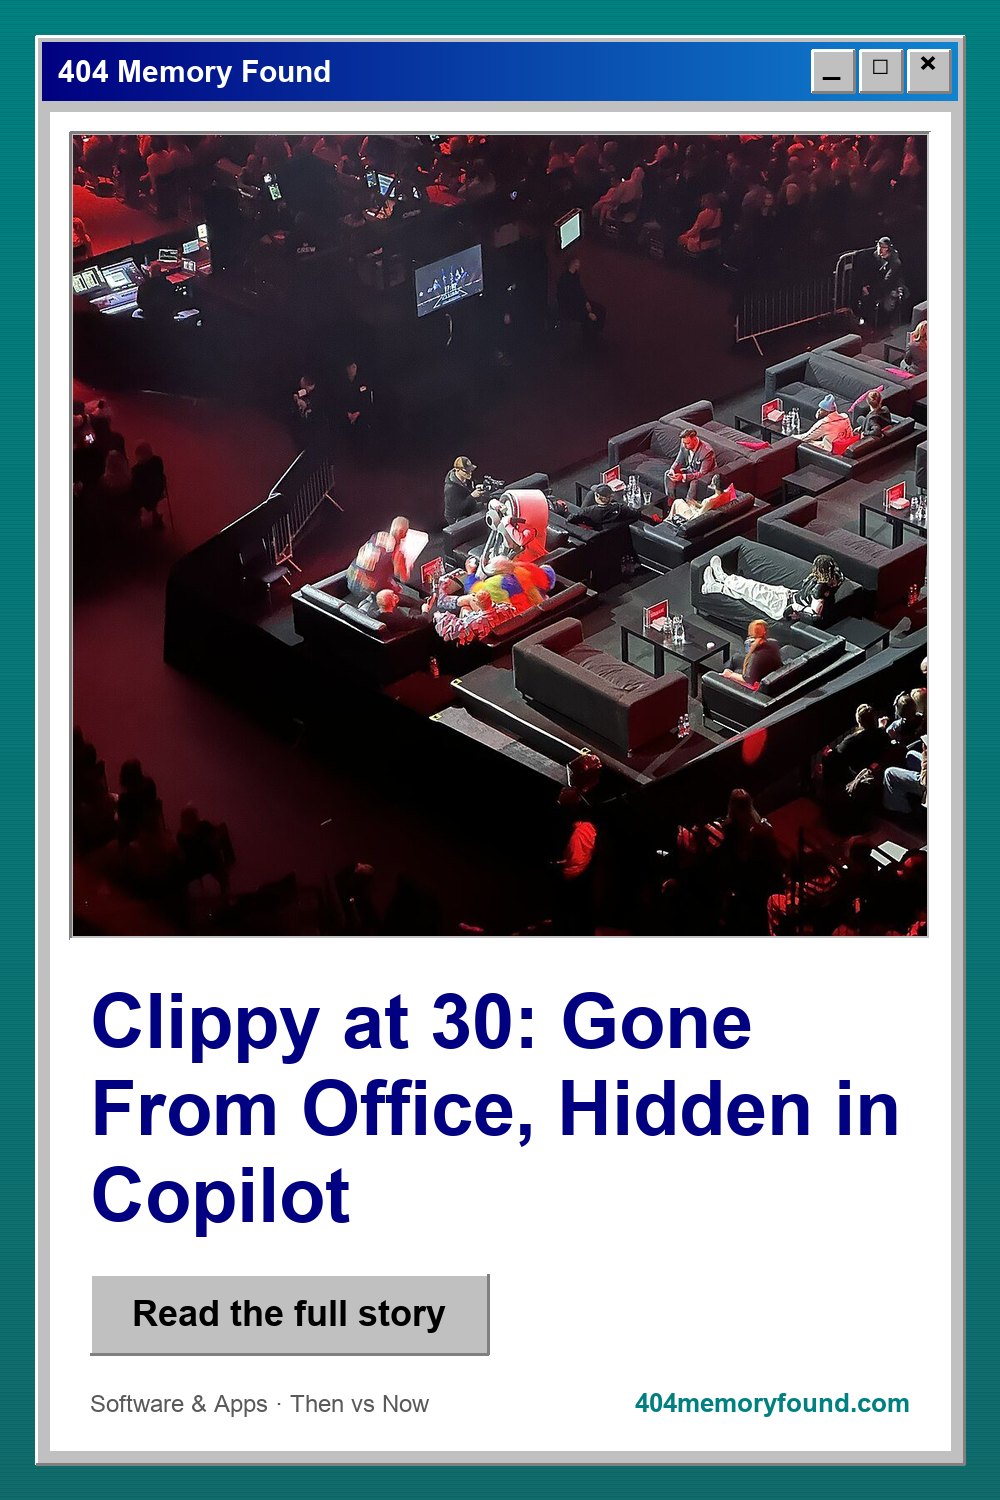 404 Memory Found
CREW
Clippy at 30: Gone
From Office, Hidden in
Copilot
Read the full story
Software & Apps · Then vs Now
404memoryfound.com